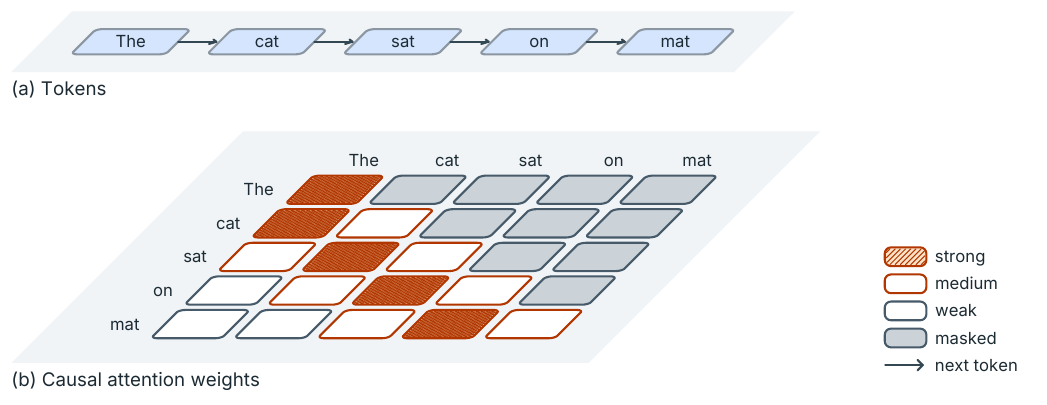 The cat sat on mat
(a) Tokens
The cat sat on mat
The
cat
sat
on
mat
strong
medium
weak
masked
next token
(b) Causal attention weights